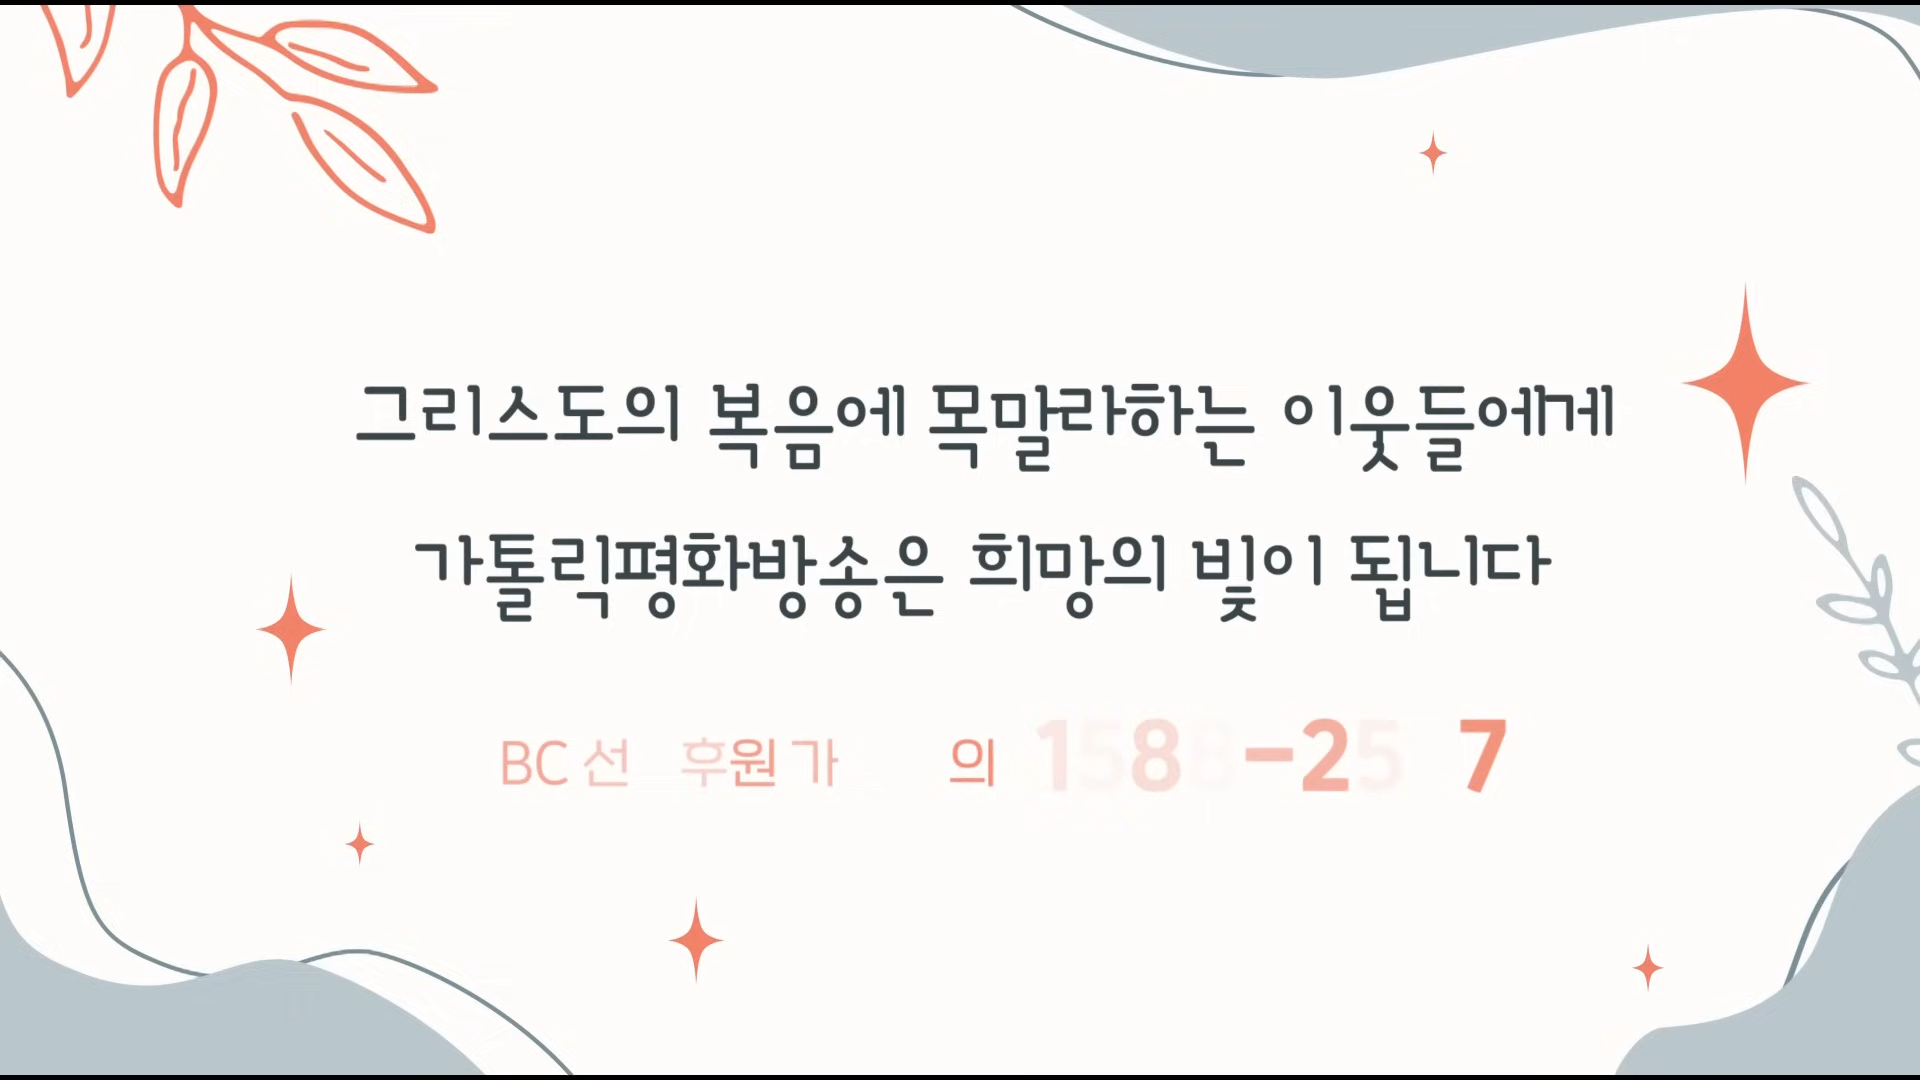 그리스도의 복음에 목말라하는 이웃들에게
가톨릭평화방송은 희망의 빛이 됩니다
BC 선 후원 가 의 1588-25 7